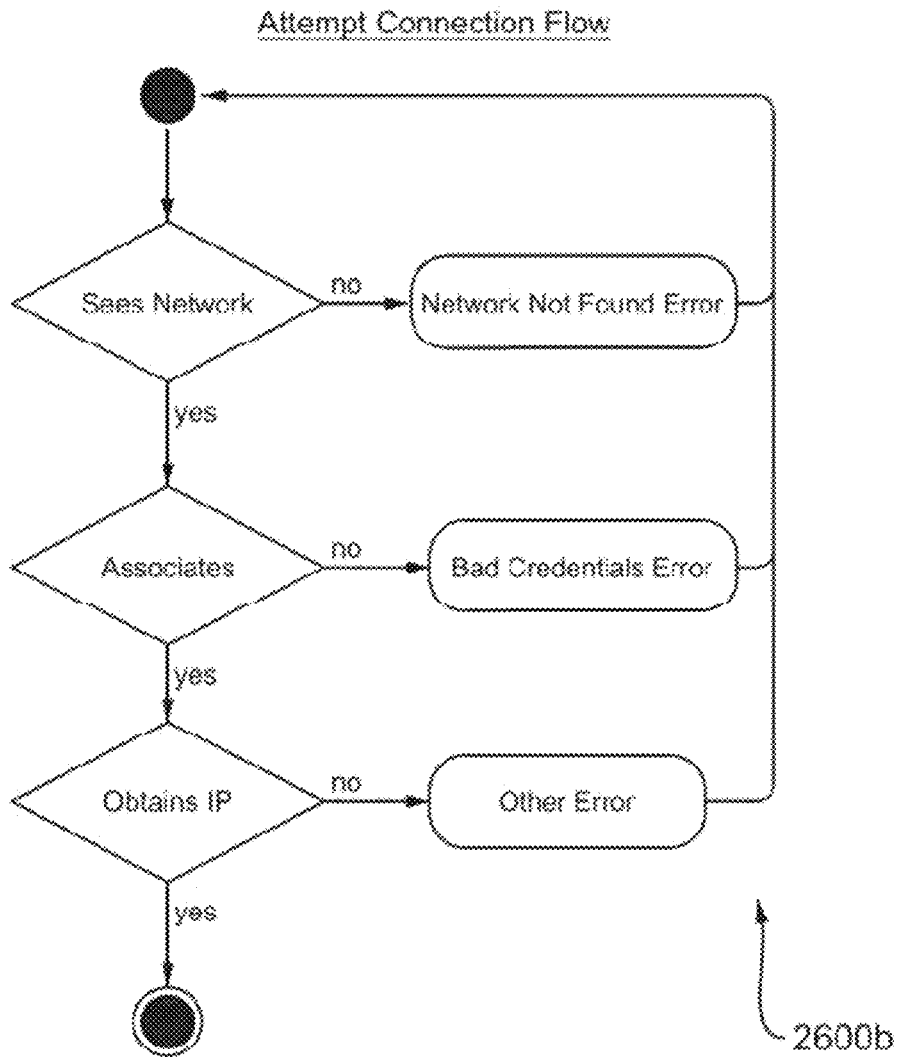 Attempt Connection Flow
Sees Network
no
Network Not Found Error
yes
Associates
no
Bad Credentials Error
yes
Obtains IP
no
Other Error
yes
2600b